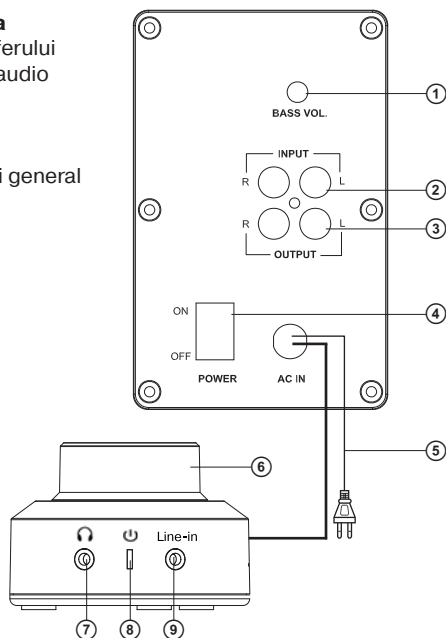 a
ferului
audio
i general
BASS VOL.
1
INPUT
R L
2
R L
3
OUTPUT
ON
4
OFF
POWER
AC IN
5
6
Line-in
7
8
9